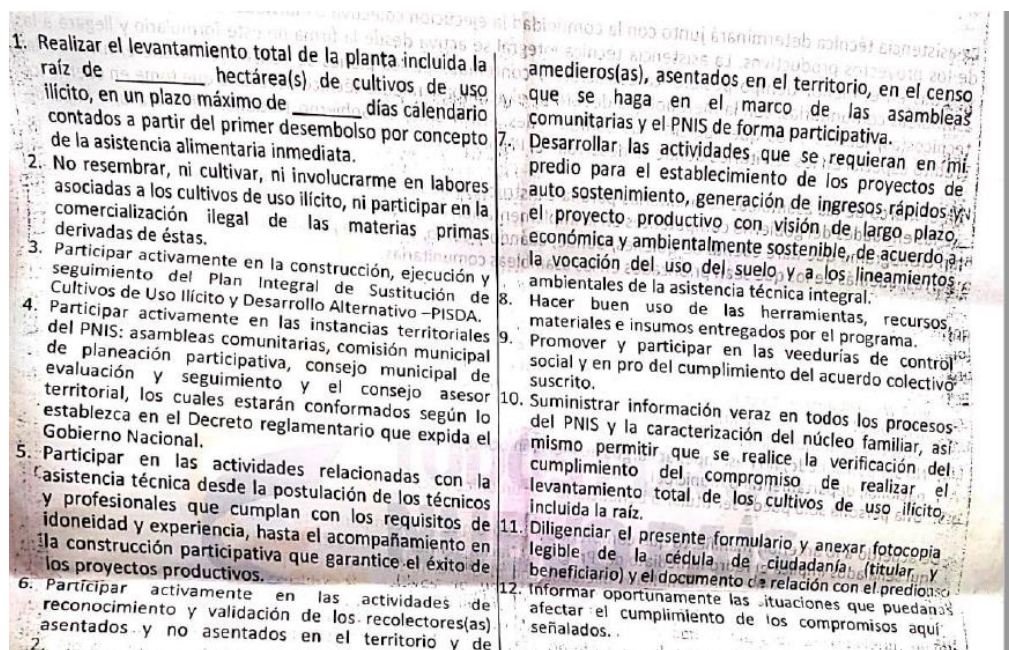 1. Realizar el levantamiento total de la planta incluida la
raíz de ________ hectárea(s) de cultivos de uso
ilícito, en un plazo máximo de _______ días calendario
contados a partir del primer desembolso por concepto
de la asistencia alimentaria inmediata.
2. No resembrar, ni cultivar, ni involucrarme en labores
asociadas a los cultivos de uso ilícito, ni participar en la
comercialización ilegal de las materias primas
derivadas de éstas.
3. Participar activamente en la construcción, ejecución y
seguimiento del Plan Integral de Sustitución de
Cultivos de Uso Ilícito y Desarrollo Alternativo –PISDA.
4. Participar activamente en las instancias territoriales
del PNIS: asambleas comunitarias, comisión municipal
de planeación participativa, consejo municipal de
evaluación y seguimiento y el consejo asesor
territorial, los cuales estarán conformados según lo
establezca en el Decreto reglamentario que expida el
Gobierno Nacional.
5. Participar en las actividades relacionadas con la
asistencia técnica desde la postulación de los técnicos
y profesionales que cumplan con los requisitos de
idoneidad y experiencia, hasta el acompañamiento en
la construcción participativa que garantice el éxito de
los proyectos productivos.
6. Participar activamente en las actividades de
reconocimiento y validación de los recolectores(as)
asentados y no asentados en el territorio y de
2.
amedieros(as), asentados en el territorio, en el censo
que se haga en el marco de las asambleas
comunitarias y el PNIS de forma participativa.
7. Desarrollar las actividades que se requieran en mi
predio para el establecimiento de los proyectos de
auto sostenimiento, generación de ingresos rápidos y
el proyecto productivo con visión de largo plazo,
económica y ambientalmente sostenible, de acuerdo a
la vocación del uso del suelo y a los lineamientos
ambientales de la asistencia técnica integral.
8. Hacer buen uso de las herramientas, recursos,
materiales e insumos entregados por el programa.
9. Promover y participar en las veedurías de control
social y en pro del cumplimiento del acuerdo colectivo
suscrito.
10. Suministrar información veraz en todos los procesos
del PNIS y la caracterización del núcleo familiar, así
mismo permitir que se realice la verificación del
cumplimiento del compromiso de realizar el
levantamiento total de los cultivos de uso ilícito,
incluida la raíz.
11. Diligenciar el presente formulario y anexar fotocopia
legible de la cédula de ciudadanía (titular y
beneficiario) y el documento de relación con el predio.
12. Informar oportunamente las situaciones que puedan
afectar el cumplimiento de los compromisos aquí
señalados.